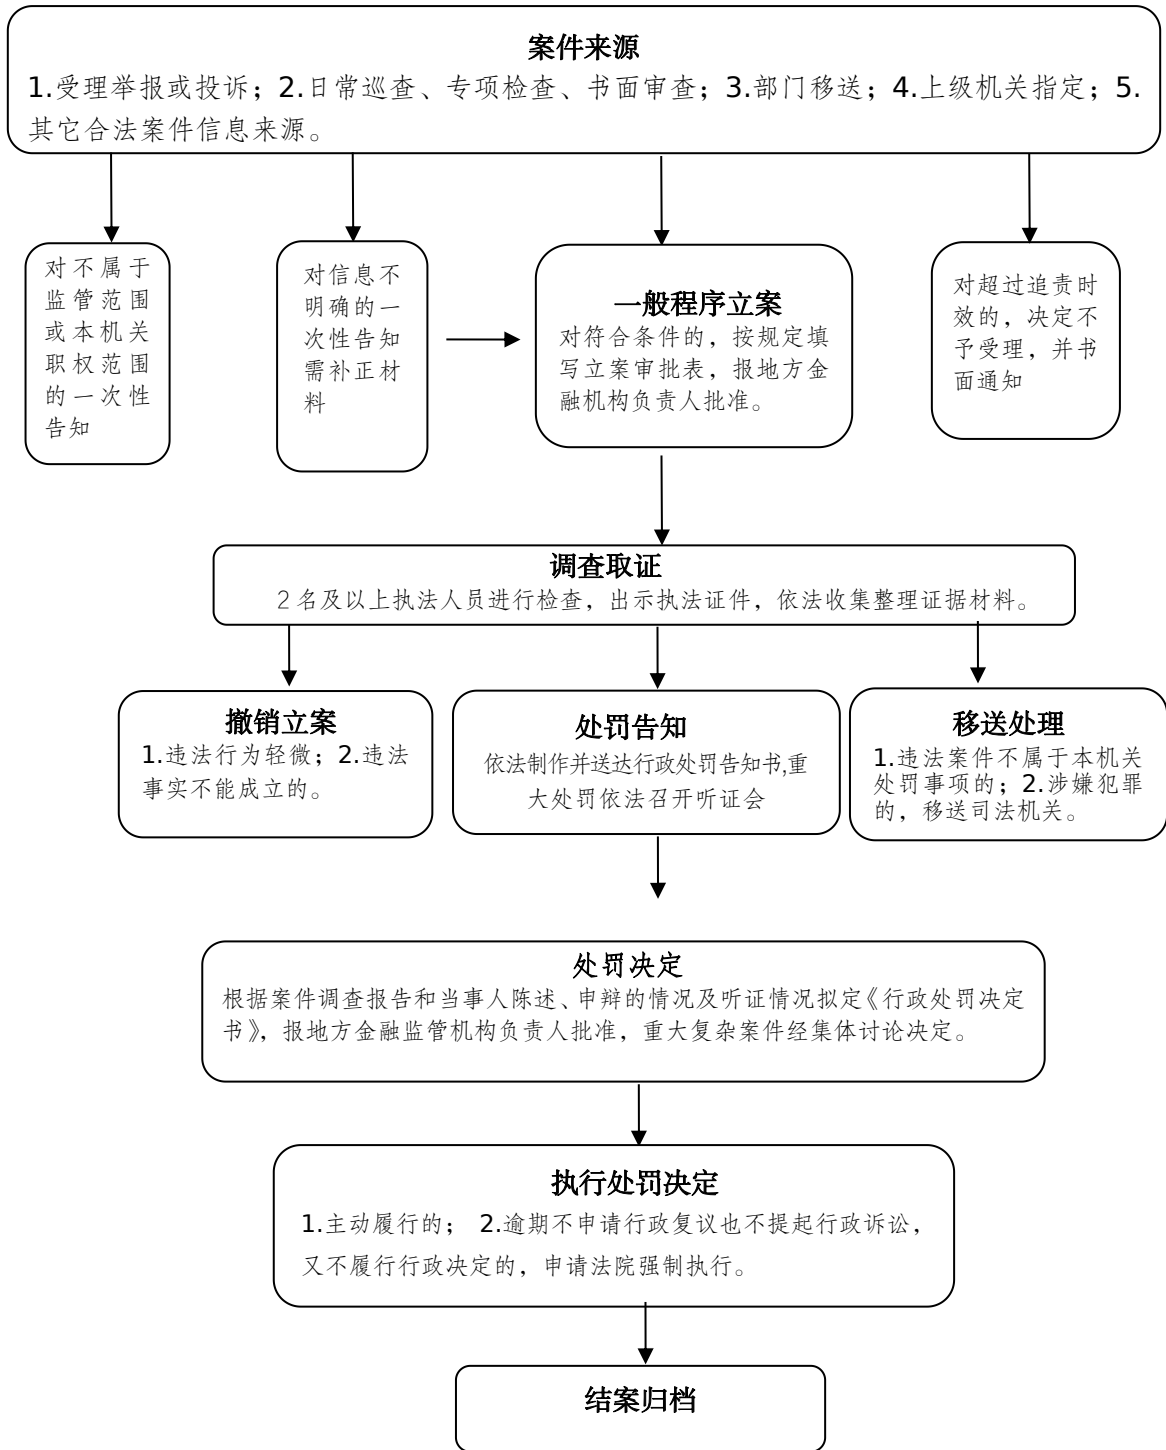 案件来源
1.受理举报或投诉；2.日常巡查、专项检查、书面审查；3.部门移送；4.上级机关指定；5.
其它合法案件信息来源。
对不属于
监管范围
或本机关
职权范围
的一次性
告知
对信息不
明确的一
次性告知
需补正材
料
一般程序立案
对符合条件的，按规定填
写立案审批表，报地方金
融机构负责人批准。
对超过追责时
效的，决定不
予受理，并书
面通知
调查取证
2名及以上执法人员进行检查，出示执法证件，依法收集整理证据材料。
撤销立案
1.违法行为轻微；2.违法
事实不能成立的。
处罚告知
依法制作并送达行政处罚告知书,重
大处罚依法召开听证会
移送处理
1.违法案件不属于本机关
处罚事项的；2.涉嫌犯罪
的，移送司法机关。
处罚决定
根据案件调查报告和当事人陈述、申辩的情况及听证情况拟定《行政处罚决定
书》，报地方金融监管机构负责人批准，重大复杂案件经集体讨论决定。
执行处罚决定
1.主动履行的； 2.逾期不申请行政复议也不提起行政诉讼，
又不履行行政决定的，申请法院强制执行。
结案归档